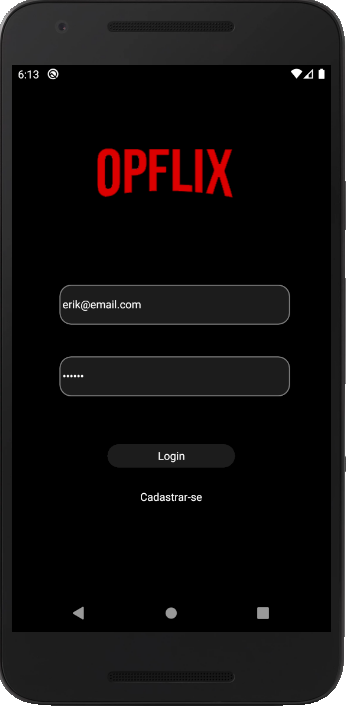 6:13
OPFLIX
erik@email.com
••••••
Login
Cadastrar-se